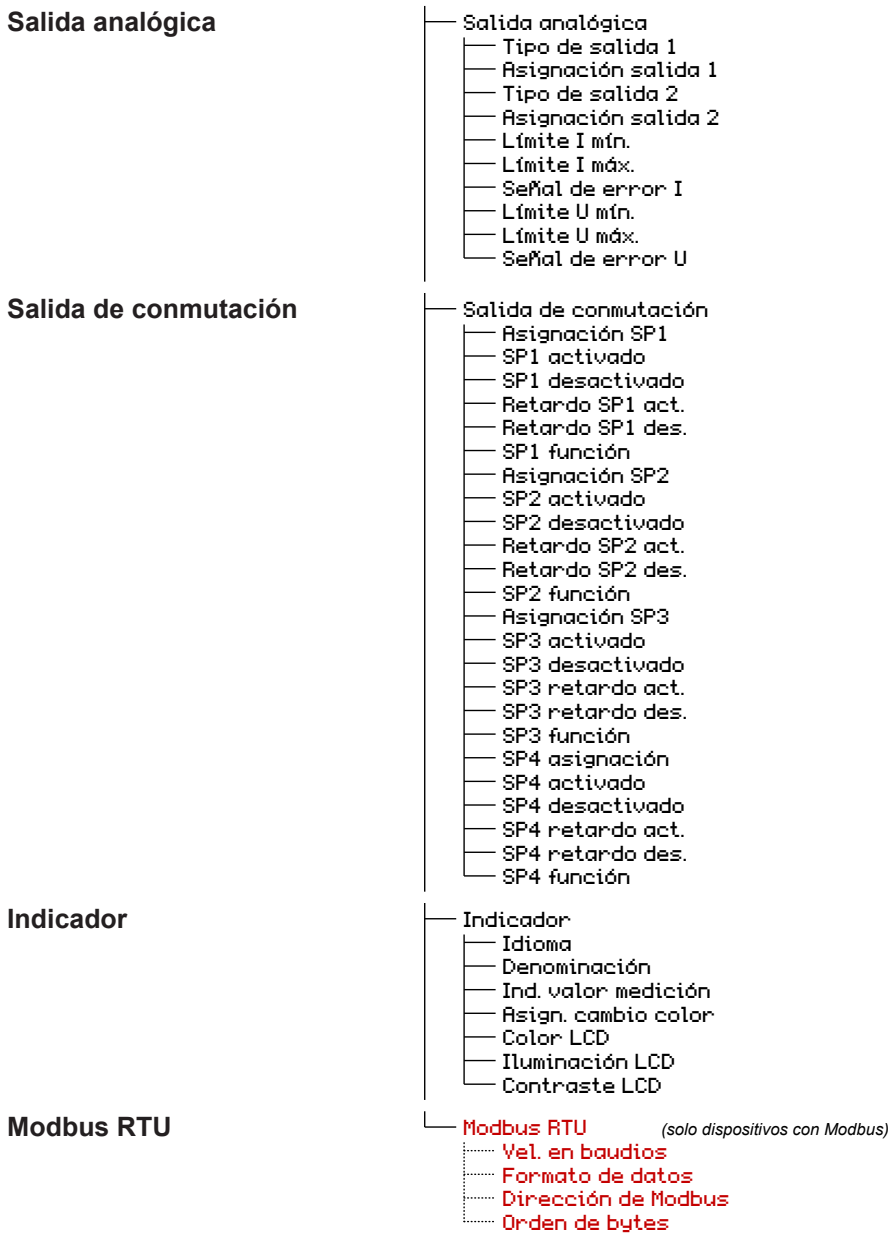 Salida analógica
Salida analógica
Tipo de salida 1
Asignación salida 1
Tipo de salida 2
Asignación salida 2
Límite I mín.
Límite I máx.
Señal de error I
Límite U mín.
Límite U máx.
Señal de error U
Salida de conmutación
Salida de conmutación
Asignación SP1
SP1 activado
SP1 desactivado
Retardo SP1 act.
Retardo SP1 des.
SP1 función
Asignación SP2
SP2 activado
SP2 desactivado
Retardo SP2 act.
Retardo SP2 des.
SP2 función
Asignación SP3
SP3 activado
SP3 desactivado
SP3 retardo act.
SP3 retardo des.
SP3 función
SP4 asignación
SP4 activado
SP4 desactivado
SP4 retardo act.
SP4 retardo des.
SP4 función
Indicador
Indicador
Idioma
Denominación
Ind. valor medición
Asign. cambio color
Color LCD
Iluminación LCD
Contraste LCD
Modbus RTU
Modbus RTU (solo dispositivos con Modbus)
Vel. en baudios
Formato de datos
Dirección de Modbus
Orden de bytes